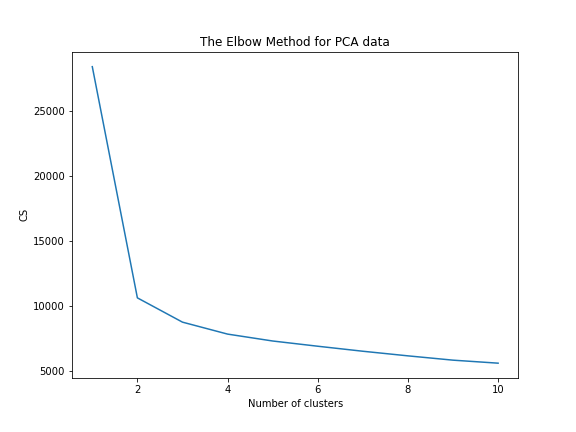 The Elbow Method for PCA data
25000
20000
15000
10000
5000
CS
2 4 6 8 10
Number of clusters